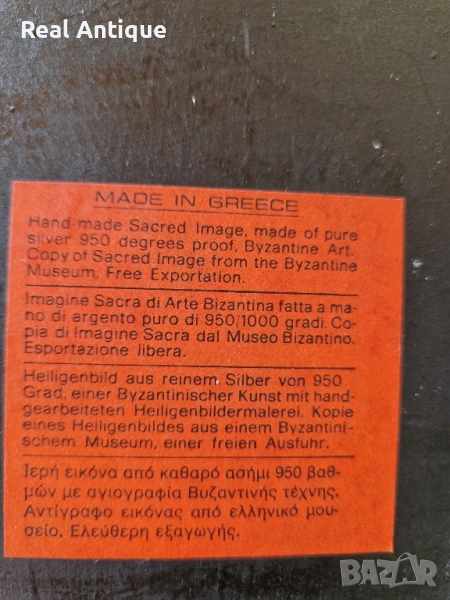 Real Antique
MADE IN GREECE
Hand-made Sacred Image, made of pure
silver 950 degrees proof, Byzantine Art.
Copy of Sacred Image from the Byzantine
Museum. Free Exportation.
Imagine Sacra di Arte Bizantina fatta a ma-
no di argento puro di 950/1000 gradi. Co-
pia di Imagine Sacra dal Museo Bizantino.
Esportazione libera.
Heiligenbild aus reinem Silber von 950
Grad, einer Byzantinischer Kunst mit hand-
gearbeiteten Heiligenbildermalerei. Kopie
eines Heiligenbildes aus einem Byzantini-
schem Museum, einer freien Ausfuhr.
Ιερή εικόνα από καθαρό ασήμι 950 βαθ-
μών με αγιογραφία Βυζαντινής τέχνης.
Αντίγραφο εικόνας από ελληνικό μου-
σείο. Ελεύθερη εξαγωγής.
BAZAR